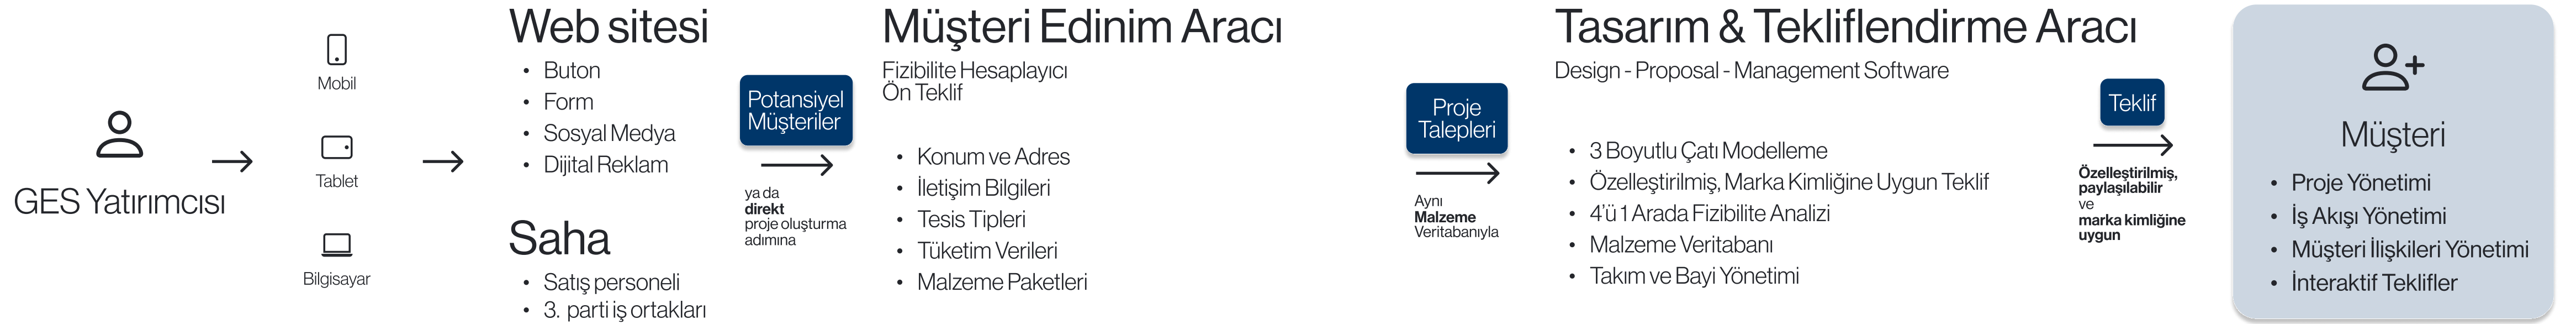 GES Yatırımcısı
Mobil
Tablet
Bilgisayar
Web sitesi
• Buton
• Form
• Sosyal Medya
• Dijital Reklam
Saha
• Satış personeli
• 3. parti iş ortakları
Potansiyel
Müşteriler
ya da
direkt
proje oluşturma
adımına
Müşteri Edinim Aracı
Fizibilite Hesaplayıcı
Ön Teklif
• Konum ve Adres
• İletişim Bilgileri
• Tesis Tipleri
• Tüketim Verileri
• Malzeme Paketleri
Proje
Talepleri
Aynı
Malzeme
Veritabanıyla
Tasarım & Tekliflendirme Aracı
Design - Proposal - Management Software
• 3 Boyutlu Çatı Modelleme
• Özelleştirilmiş, Marka Kimliğine Uygun Teklif
• 4’ü 1 Arada Fizibilite Analizi
• Malzeme Veritabanı
• Takım ve Bayi Yönetimi
Teklif
Özelleştirilmiş,
paylaşılabilir
ve
marka kimliğine
uygun
Müşteri
• Proje Yönetimi
• İş Akışı Yönetimi
• Müşteri İlişkileri Yönetimi
• İnteraktif Teklifler